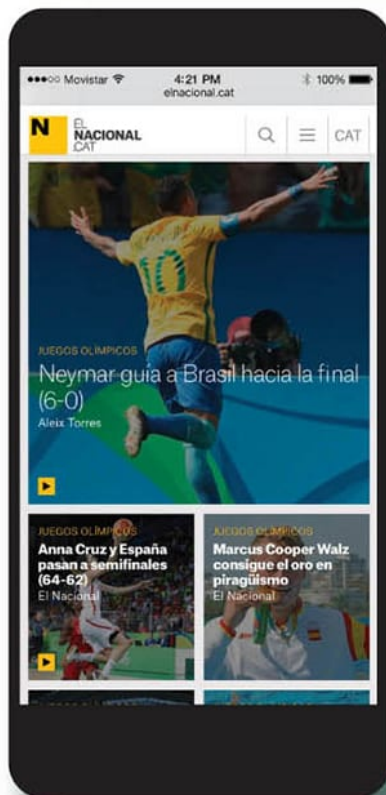 Movistar 4:21 PM 100%
elnacional.cat
N
EL
NACIONAL
.CAT
CAT
10
JUEGOS OLÍMPICOS
Neymar guía a Brasil hacia la final
(6-0)
Aleix Torres
JUEGOS OLÍMPICOS
Anna Cruz y España
pasan a semifinales
(64-62)
El Nacional
JUEGOS OLÍMPICOS
Marcus Cooper Walz
consigue el oro en
piragüismo
El Nacional